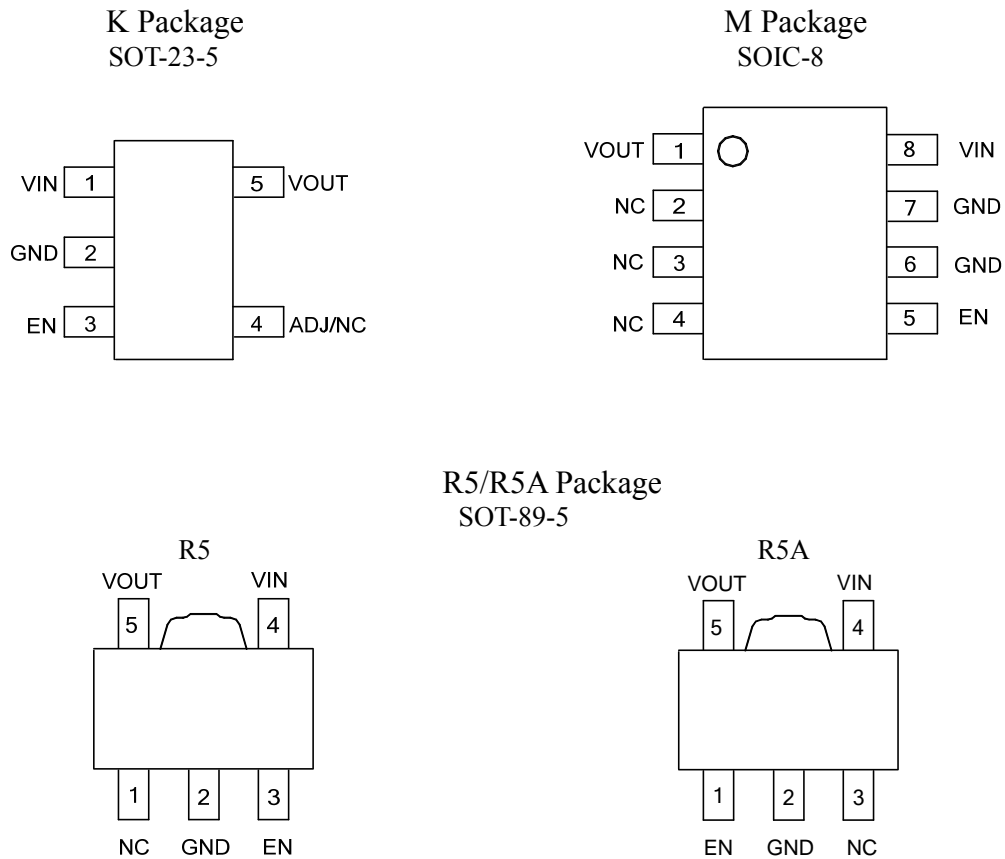 K Package
SOT-23-5
VIN 1 5 VOUT
GND 2
EN 3 4 ADJ/NC
M Package
SOIC-8
VOUT 1 8 VIN
NC 2 7 GND
NC 3 6 GND
NC 4 5 EN
R5/R5A Package
SOT-89-5
R5
VOUT VIN
5 4
1 2 3
NC GND EN
R5A
VOUT VIN
5 4
1 2 3
EN GND NC